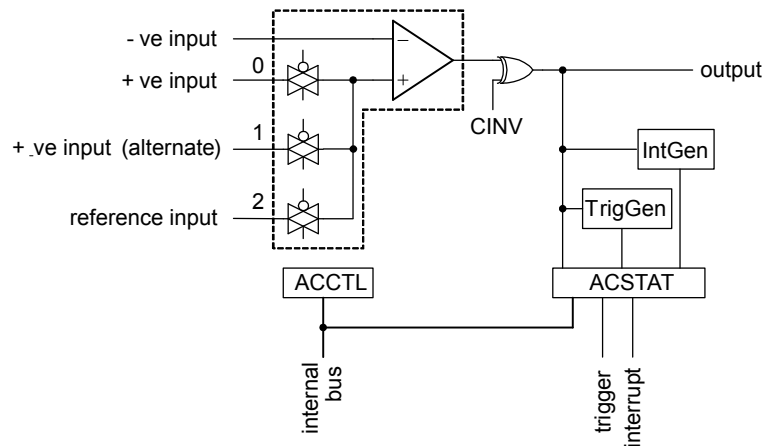 - ve input
+ ve input
0
+ ve input (alternate)
1
reference input
2
−
+
CINV
output
IntGen
TrigGen
ACCTL
ACSTAT
internal
bus
trigger
interrupt